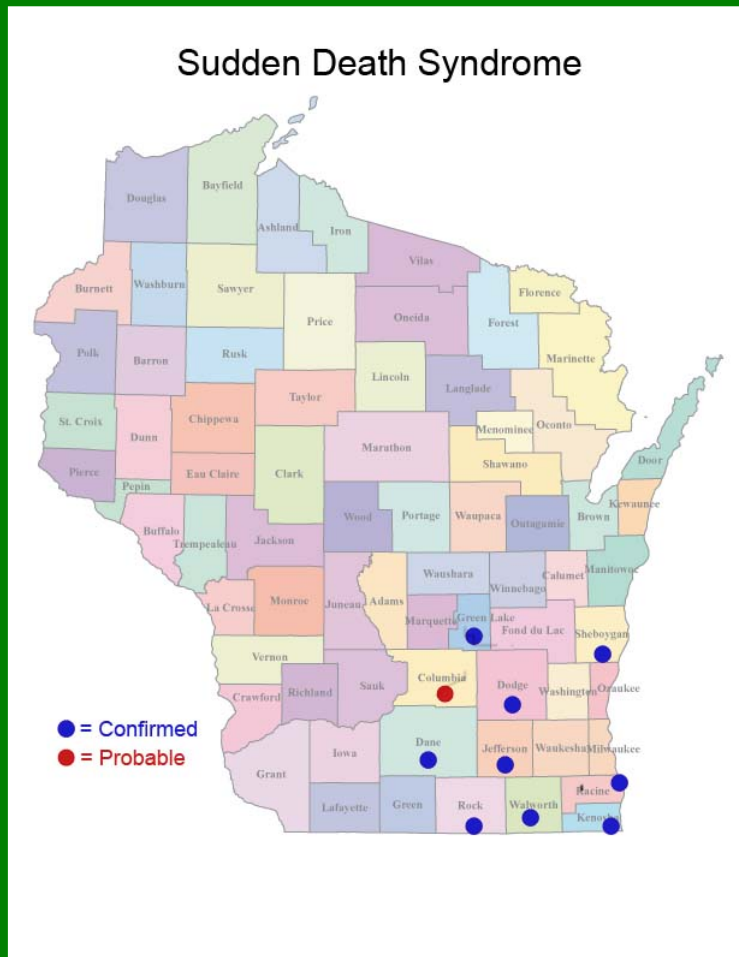 Sudden Death Syndrome
Bayfield
Douglas
Ashland
Iron
Vilas
Washburn
Sawyer
Burnett
Florence
Price
Oneida
Forest
Polk
Barron
Rusk
Marinette
Lincoln
Langlade
Taylor
Chippewa
St. Croix
Dunn
Menominee
Oconto
Marathon
Door
Shawano
Pierce
Eau Claire
Clark
Pepin
Kewaunee
Wood
Portage
Waupaca
Outagamie
Brown
Buffalo
Trempealeau
Jackson
Waushara
Winnebago
Calumet
Manitowoc
La Crosse
Monroe
Juneau
Adams
Marquette
Green Lake
Fond du Lac
Sheboygan
Vernon
Columbia
Sauk
Dodge
Washington
Ozaukee
Crawford
Richland
= Confirmed
= Probable
Iowa
Dane
Jefferson
Waukesha
Milwaukee
Grant
Racine
Lafayette
Green
Rock
Walworth
Kenosha